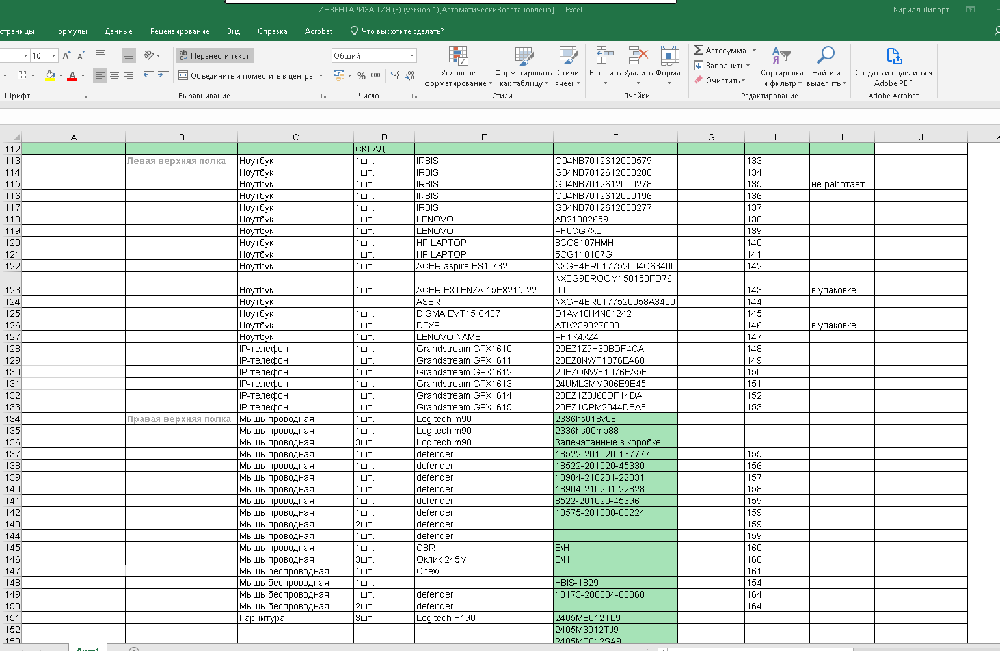 ИНВЕНТАРИЗАЦИЯ (3) (version 1)[АвтоматическиВосстановлено] - Excel Кирилл Липорт
страницы Формулы Данные Рецензирование Вид Справка Acrobat Что вы хотите сделать?
10 Перенести текст Общий
Объединить и поместить в центре % 000
Условное форматирование Форматировать как таблицу Стили ячеек
Вставить Удалить Формат
Автосумма
Заполнить
Очистить
Сортировка и фильтр Найти и выделить
Создать и поделиться Adobe PDF
Шрифт Выравнивание Число Стили Ячейки Редактирование Adobe Acrobat
A B C D E F G H I J K
112 СКЛАД
113 Левая верхняя полка Ноутбук 1шт. IRBIS G04NB7012612000579 133
114 Ноутбук 1шт. IRBIS G04NB7012612000200 134
115 Ноутбук 1шт. IRBIS G04NB7012612000278 135 не работает
116 Ноутбук 1шт. IRBIS G04NB7012612000196 136
117 Ноутбук 1шт. IRBIS G04NB7012612000277 137
118 Ноутбук 1шт. LENOVO AB21082659 138
119 Ноутбук 1шт. LENOVO PF0CG7XL 139
120 Ноутбук 1шт. HP LAPTOP 8CG8107HMH 140
121 Ноутбук 1шт. HP LAPTOP 5CG118187G 141
122 Ноутбук 1шт. ACER aspire ES1-732 NXGH4ER017752004C63400 142
NXEG9EROOM150158FD76
123 Ноутбук 1шт. ACER EXTENZA 15EX215-22 00 143 в упаковке
124 Ноутбук ASER NXGH4ER0177520058A3400 144
125 Ноутбук 1шт. DIGMA EVT15 C407 D1AV10H4N01242 145
126 Ноутбук 1шт. DEXP ATK239027808 146 в упаковке
127 Ноутбук 1шт. LENOVO NAME PF1K4XZ4 147
128 IP-телефон 1шт. Grandstream GPX1610 20EZ1Z9H30BDF4CA 148
129 IP-телефон 1шт. Grandstream GPX1611 20EZ0NWF1076EA68 149
130 IP-телефон 1шт. Grandstream GPX1612 20EZONWF1076EA5F 150
131 IP-телефон 1шт. Grandstream GPX1613 24UML3MM906E9E45 151
132 IP-телефон 1шт. Grandstream GPX1614 20EZ1ZBJ60DF14DA 152
133 IP-телефон 1шт. Grandstream GPX1615 20EZ1QPM2044DEA8 153
134 Правая верхняя полка Мышь проводная 1шт. Logitech m90 2336hs018v08
135 Мышь проводная 1шт. Logitech m90 2336hs00mb88
136 Мышь проводная 3шт. Logitech m90 Запечатанные в коробке
137 Мышь проводная 1шт. defender 18522-201020-137777 155
138 Мышь проводная 1шт. defender 18522-201020-45330 156
139 Мышь проводная 1шт. defender 18904-210201-22831 157
140 Мышь проводная 1шт. defender 18904-210201-22828 158
141 Мышь проводная 1шт. defender 8522-201020-45396 159
142 Мышь проводная 1шт. defender 18575-201030-03224 159
143 Мышь проводная 2шт. defender - 159
144 Мышь проводная 1шт. defender - 159
145 Мышь проводная 1шт. CBR Б\Н 160
146 Мышь проводная 3шт. Оклик 245М Б\Н 160
147 Мышь беспроводная 1шт. Chewi 161
148 Мышь беспроводная 1шт. HBIS-1829 154
149 Мышь беспроводная 1шт. defender 18173-200804-00868 164
150 Мышь беспроводная 2шт. defender - 164
151 Гарнитура 3шт Logitech H190 2405ME012TL9
152 2405M3012TJ9
153 2405ME012SA9
Лист1